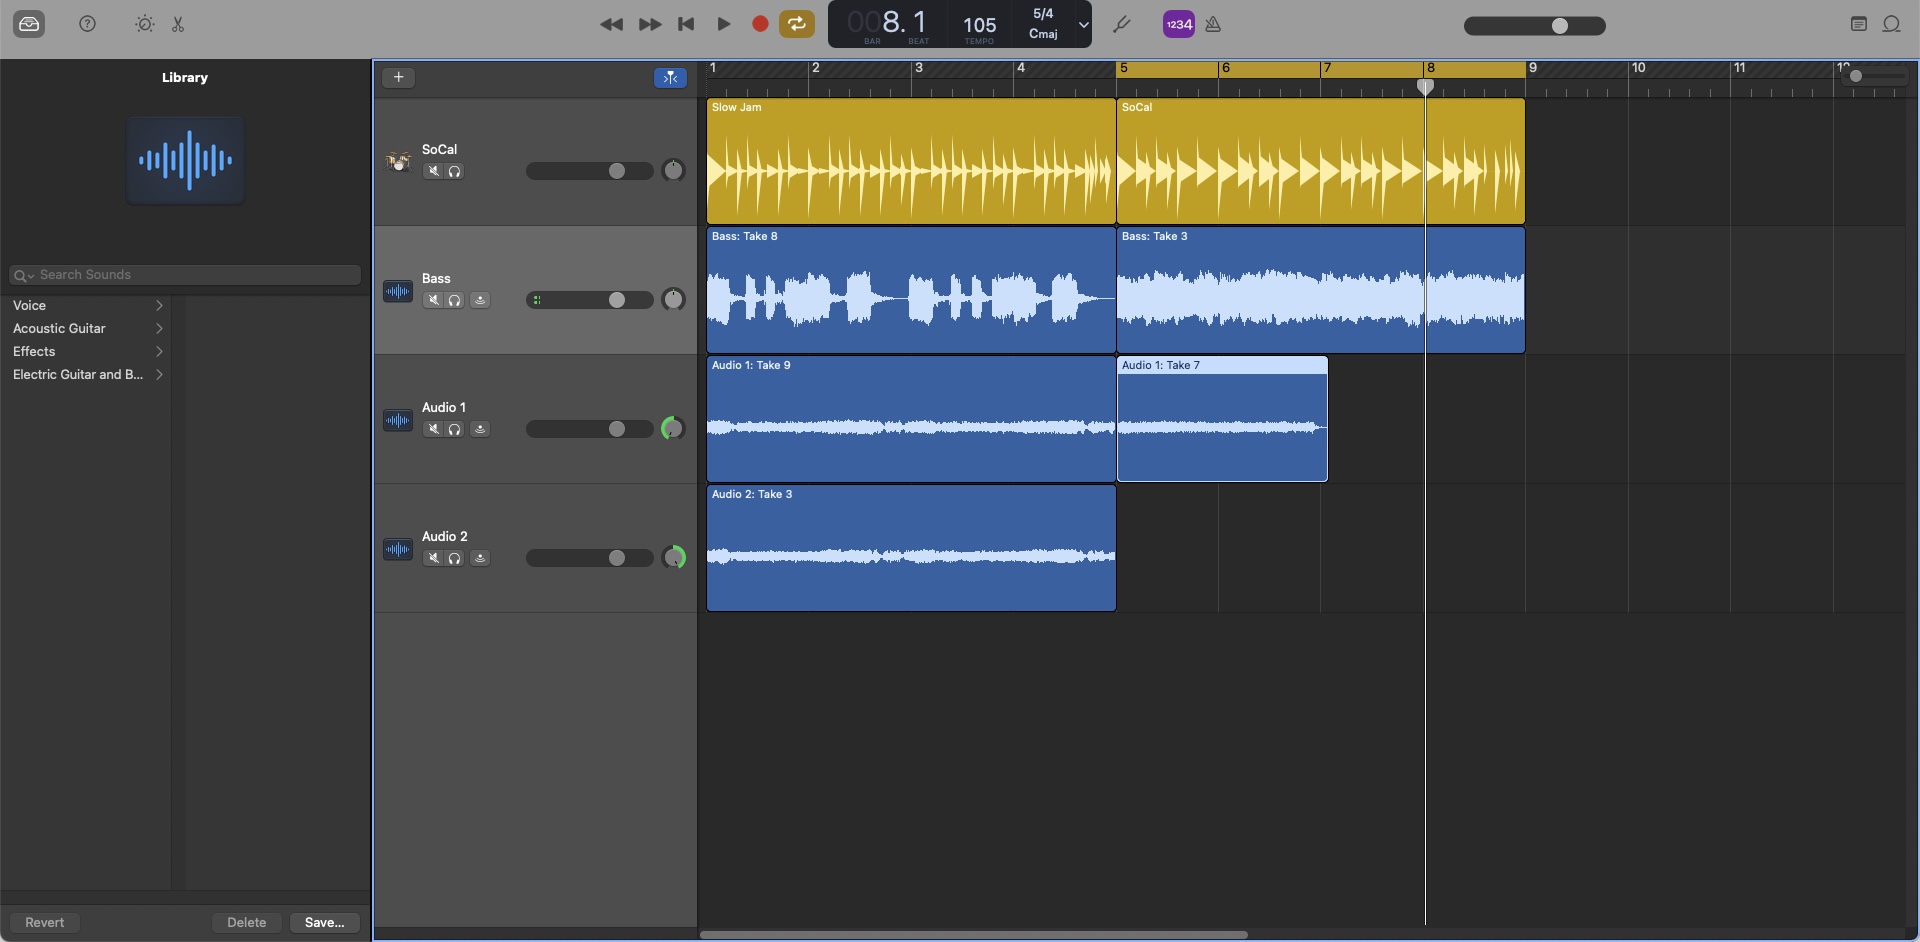 008.1
BAR
BEAT
105
TEMPO
5/4
Cmaj
1234
Library
Search Sounds
Voice
Acoustic Guitar
Effects
Electric Guitar and B...
Revert
Delete
Save...
+
1 2 3 4 5 6 7 8 9 10 11
SoCal
Slow Jam
SoCal
Bass
Bass: Take 8
Bass: Take 3
Audio 1
Audio 1: Take 9
Audio 1: Take 7
Audio 2
Audio 2: Take 3